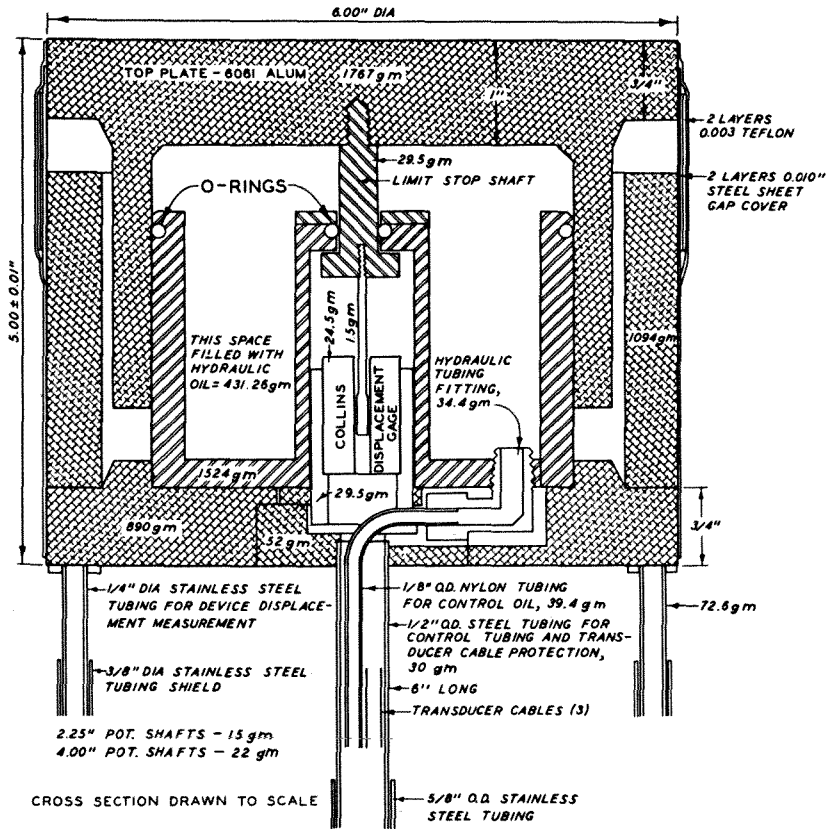 6.00" DIA
TOP PLATE - 6061 ALUM
1767 gm
1"
3/4"
2 LAYERS
0.003 TEFLON
29.5 gm
LIMIT STOP SHAFT
2 LAYERS 0.010"
STEEL SHEET
GAP COVER
O-RINGS
5.00 ± 0.01"
24.5 gm
15 gm
THIS SPACE
FILLED WITH
HYDRAULIC
OIL = 431.26 gm
HYDRAULIC
TUBING
FITTING,
34.4 gm
1094 gm
COLLINS
DISPLACEMENT
GAGE
1524 gm
29.5 gm
890 gm
52 gm
3/4"
1/4" DIA STAINLESS STEEL
TUBING FOR DEVICE DISPLACE-
MENT MEASUREMENT
1/8" O.D. NYLON TUBING
FOR CONTROL OIL, 39.4 gm
72.6 gm
1/2" O.D. STEEL TUBING FOR
CONTROL TUBING AND TRANS-
DUCER CABLE PROTECTION,
30 gm
3/8" DIA STAINLESS STEEL
TUBING SHIELD
6" LONG
TRANSDUCER CABLES (3)
2.25" POT. SHAFTS - 15 gm
4.00" POT. SHAFTS - 22 gm
CROSS SECTION DRAWN TO SCALE
5/8" O.D. STAINLESS
STEEL TUBING